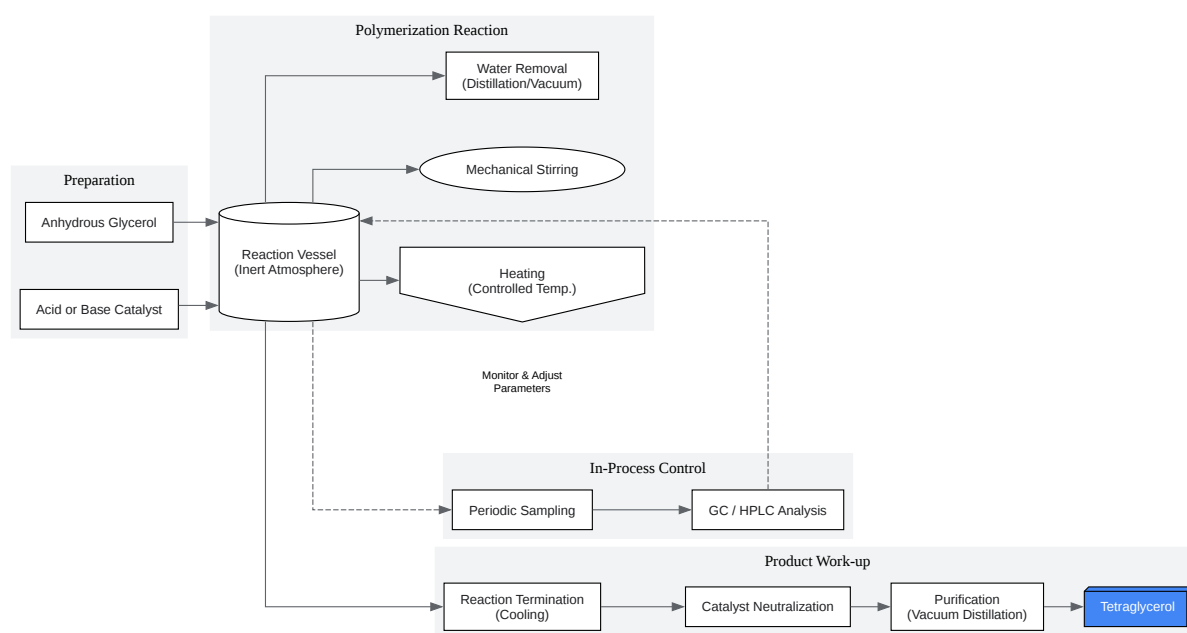 Polymerization Reaction
Water Removal
(Distillation/Vacuum)
Mechanical Stirring
Preparation
Anhydrous Glycerol
Reaction Vessel
(Inert Atmosphere)
Heating
(Controlled Temp.)
Acid or Base Catalyst
Monitor & Adjust
Parameters
In-Process Control
Periodic Sampling
GC / HPLC Analysis
Product Work-up
Reaction Termination
(Cooling)
Catalyst Neutralization
Purification
(Vacuum Distillation)
Tetraglycerol